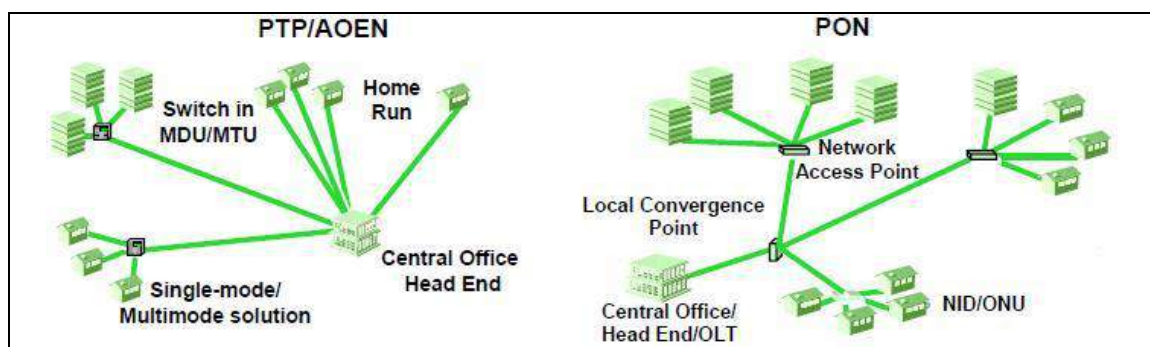 PTP/AOEN
Switch in
MDU/MTU
Home
Run
Central Office
Head End
Single-mode/
Multimode solution
PON
Network
Access Point
Local Convergence
Point
Central Office/
Head End/OLT
NID/ONU